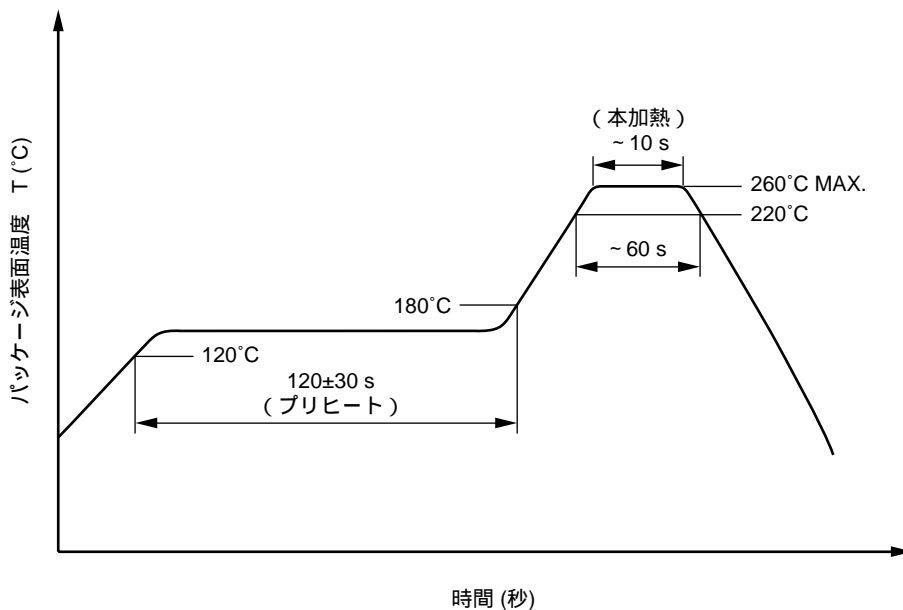 (本加熱)
~ 10 s
260˚C MAX.
220˚C
~ 60 s
180˚C
120˚C
120±30 s
(プリヒート)
パッケージ表面温度 T (˚C)
時間 (秒)